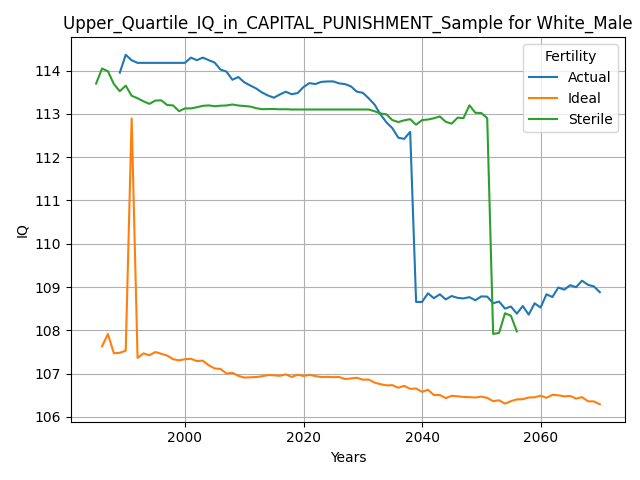 Upper_Quartile_IQ_in_CAPITAL_PUNISHMENT_Sample for White_Male
Fertility
Actual
Ideal
Sterile
114
113
112
111
110
109
108
107
106
IQ
2000
2020
2040
2060
Years